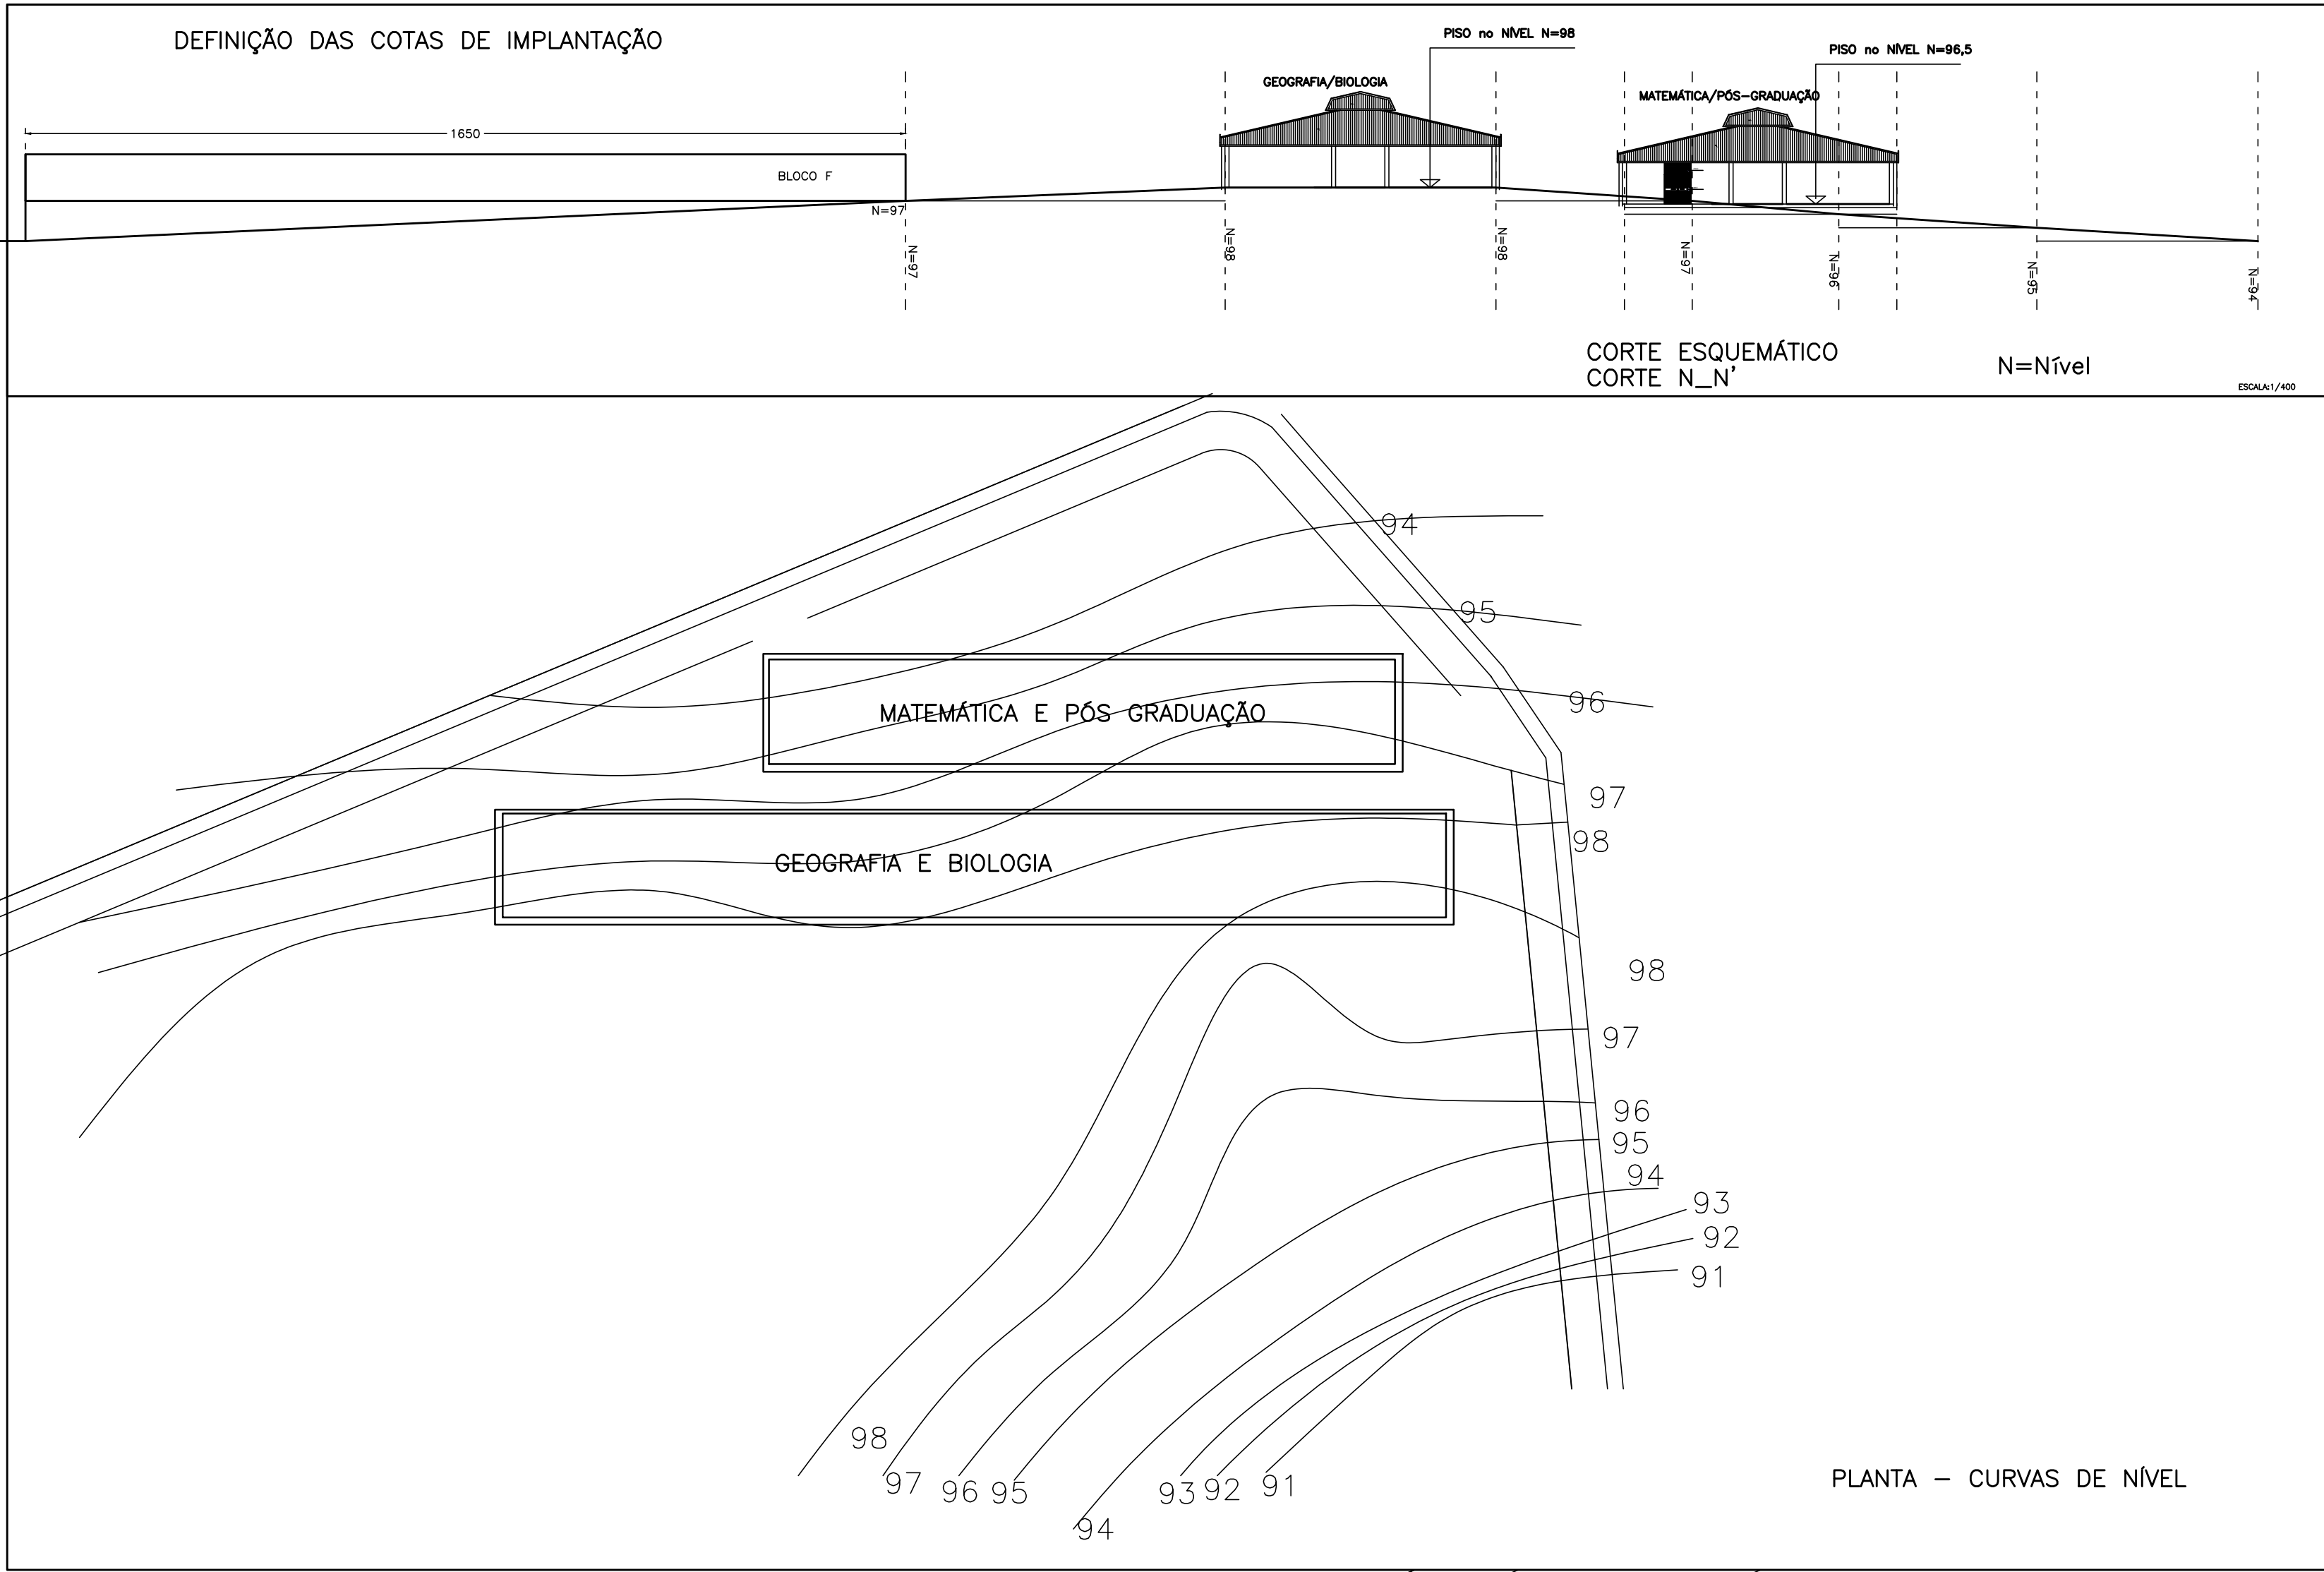 DEFINIÇÃO DAS COTAS DE IMPLANTAÇÃO
PISO no NÍVEL N=98
PISO no NÍVEL N=96,5
GEOGRAFIA/BIOLOGIA
MATEMÁTICA/PÓS-GRADUAÇÃO
1650
BLOCO F
N=97
N=97
N=98
N=98
N=97
N=96
N=95
N=94
CORTE ESQUEMÁTICO
CORTE N_N'
N=Nível
ESCALA:1/400
94
95
96
MATEMÁTICA E PÓS GRADUAÇÃO
97
98
GEOGRAFIA E BIOLOGIA
98
97
96
95
94
93
92
91
98
97
96
95
93
92
91
94
PLANTA - CURVAS DE NÍVEL